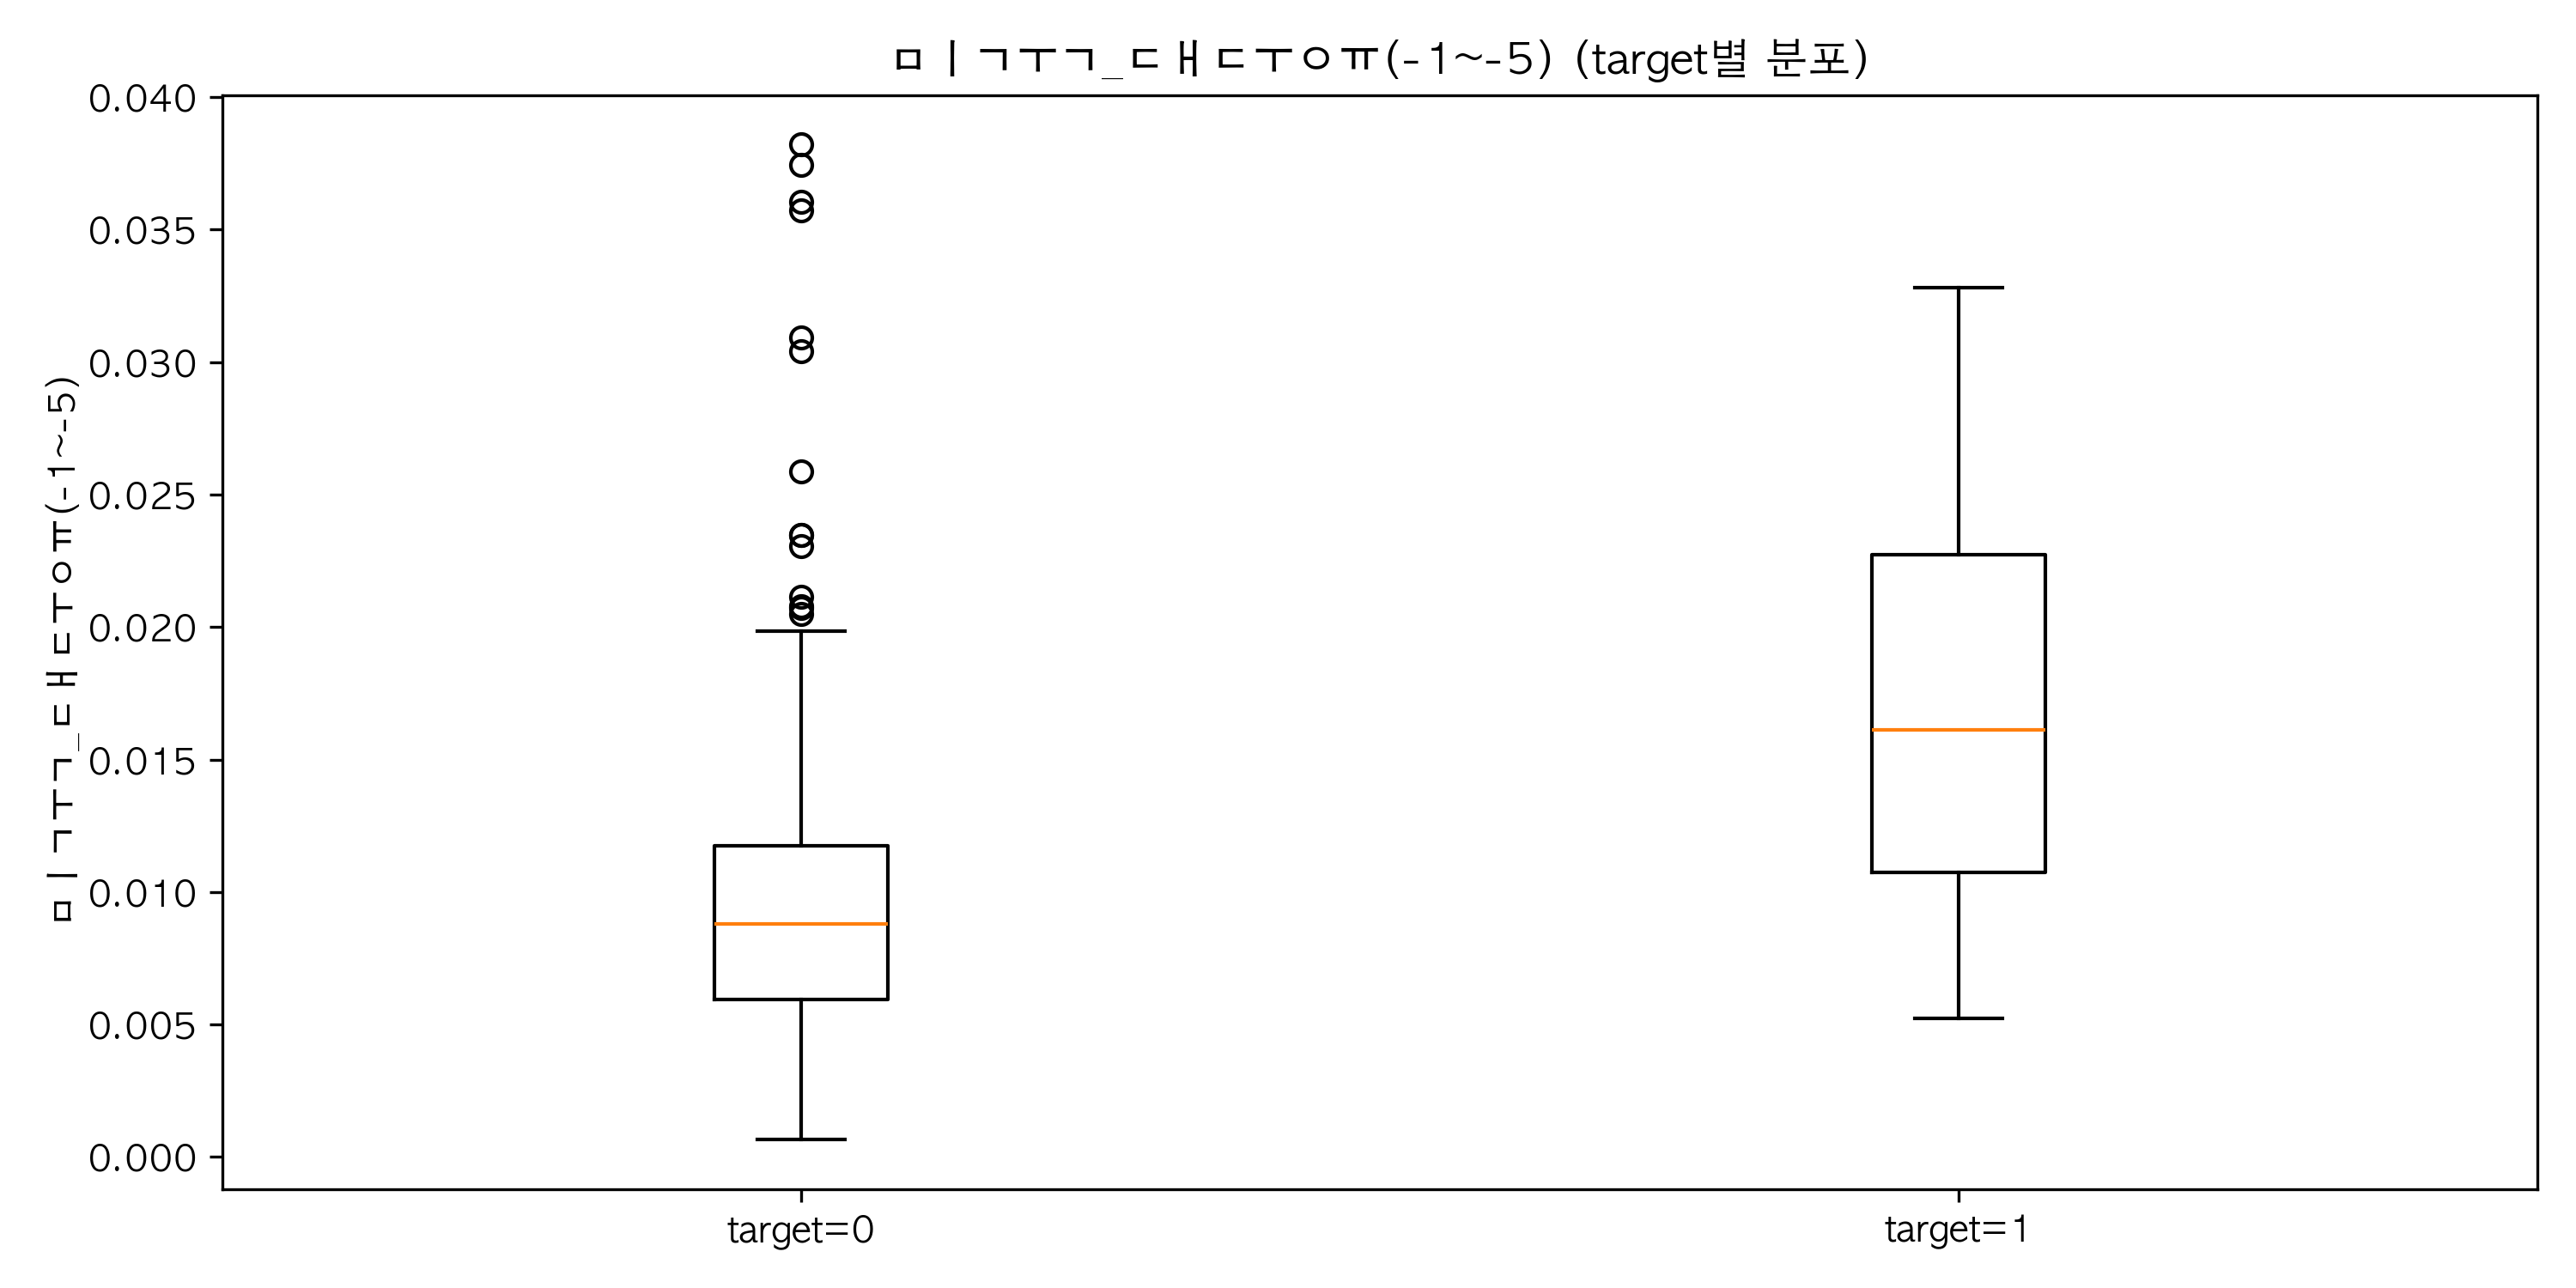 ㅁㅣㄱㅜㄱ_ㄷㅐㄷㅜㅇㅠ(-1~-5) (target별 분포)
ㅁㅣㄱㅜㄱ_ㄷㅐㄷㅜㅇㅠ(-1~-5)
0.040
0.035
0.030
0.025
0.020
0.015
0.010
0.005
0.000
target=0
target=1